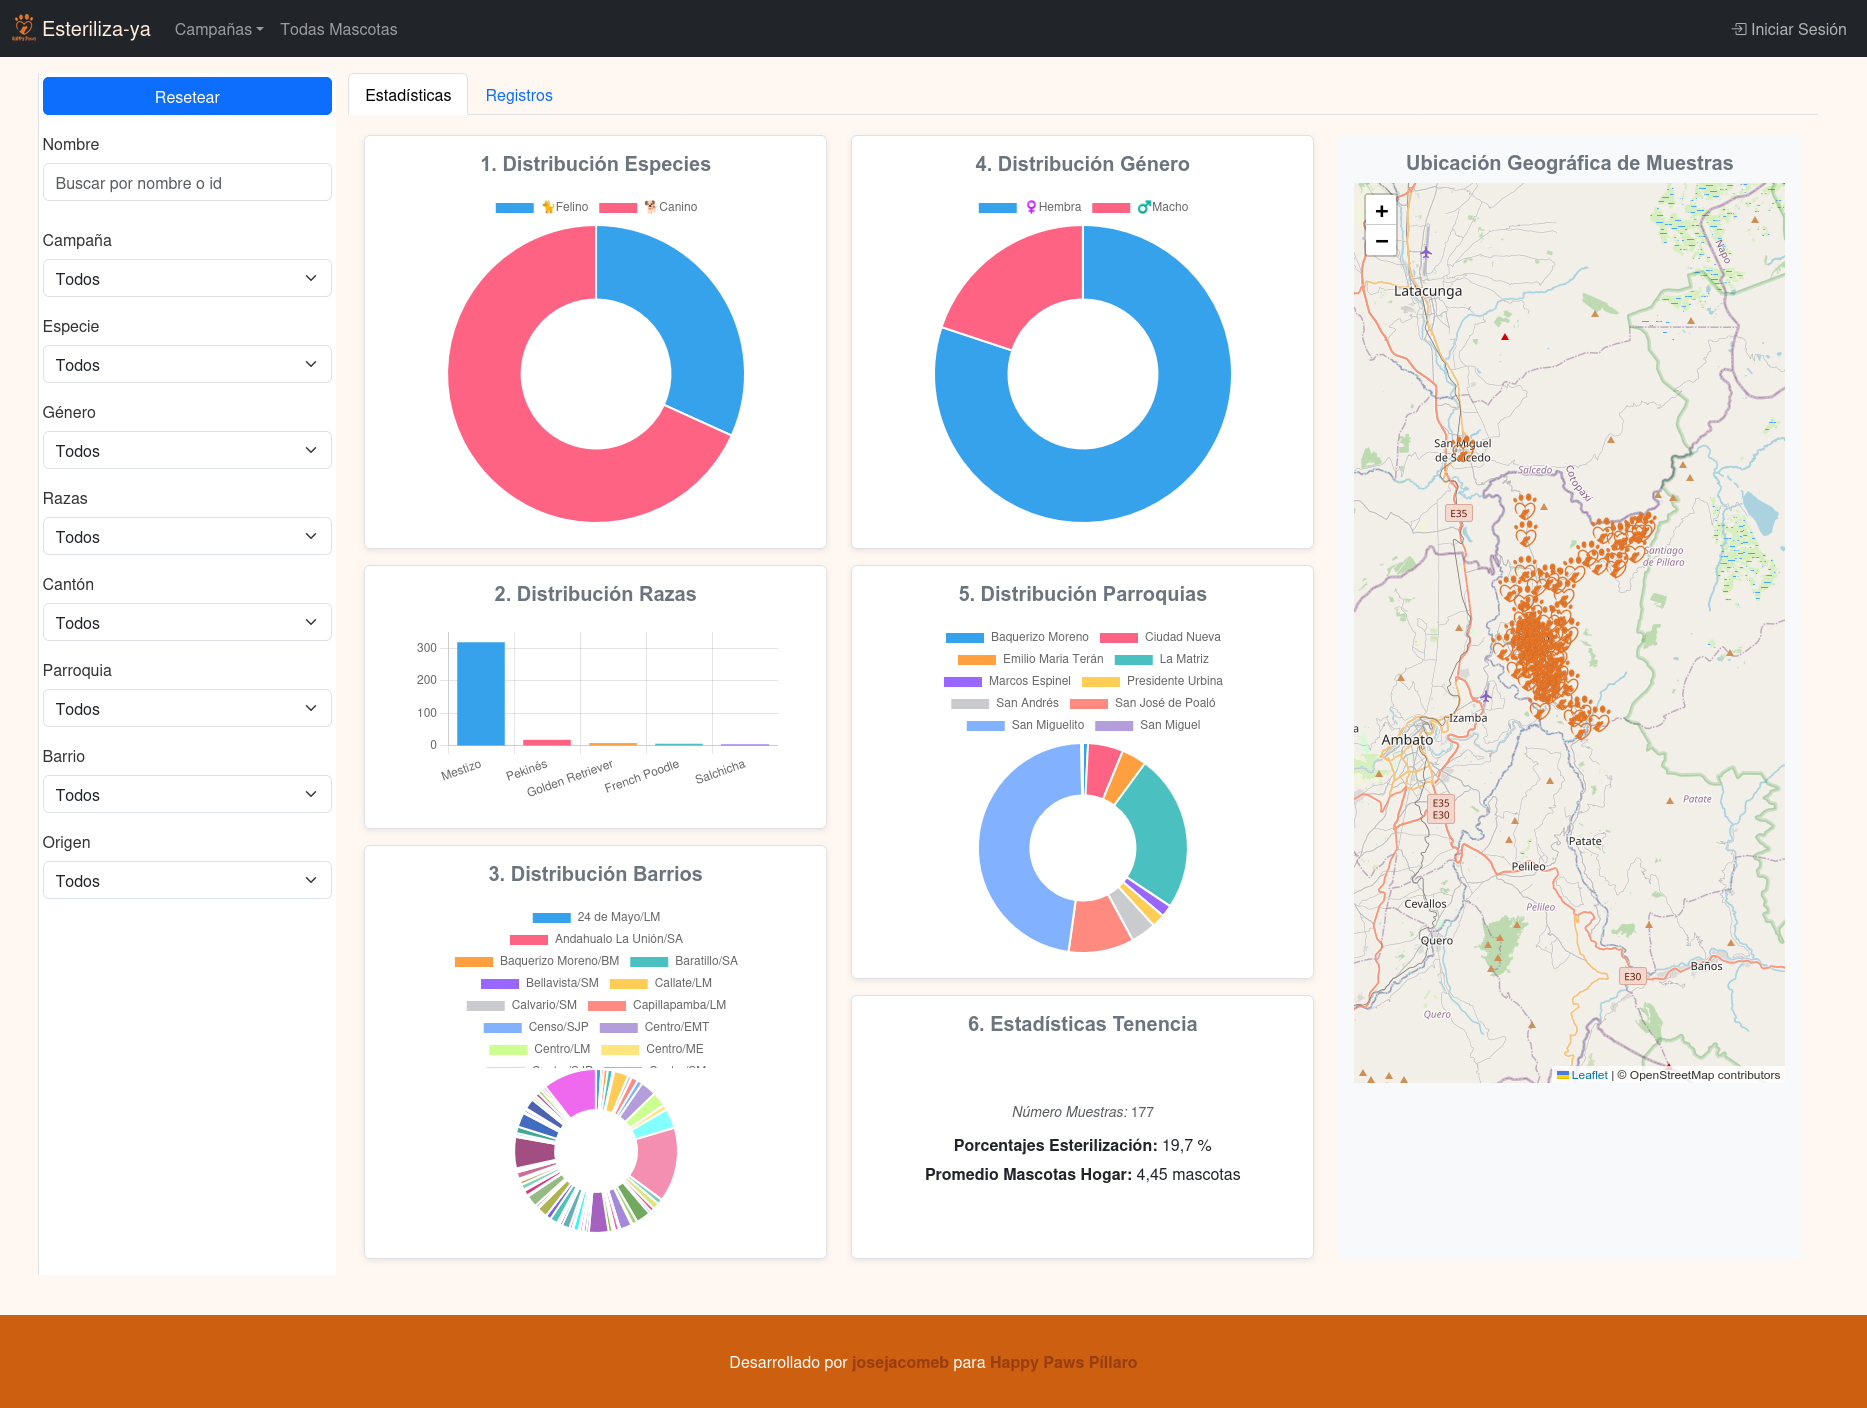 Esteriliza-ya
Campañas
Todas Mascotas
Iniciar Sesión
Resetear
Nombre
Buscar por nombre o id
Campaña
Todos
Especie
Todos
Género
Todos
Razas
Todos
Cantón
Todos
Parroquia
Todos
Barrio
Todos
Origen
Todos
Estadísticas
Registros
1. Distribución Especies
Felino
Canino
2. Distribución Razas
300
200
100
0
Mestizo
Pekinés
Golden Retriever
French Poodle
Salchicha
3. Distribución Barrios
24 de Mayo/LM
Andahualo La Unión/SA
Baquerizo Moreno/BM
Baratillo/SA
Bellavista/SM
Callate/LM
Calvario/SM
Capillapamba/LM
Censo/SJP
Centro/EMT
Centro/LM
Centro/ME
4. Distribución Género
Hembra
Macho
5. Distribución Parroquias
Baquerizo Moreno
Ciudad Nueva
Emilio Maria Terán
La Matriz
Marcos Espinel
Presidente Urbina
San Andrés
San José de Poaló
San Miguelito
San Miguel
6. Estadísticas Tenencia
Número Muestras: 177
Porcentajes Esterilización: 19,7 %
Promedio Mascotas Hogar: 4,45 mascotas
Ubicación Geográfica de Muestras
+
−
Napo
Latacunga
San Miguel
de Salcedo
Salcedo
Cotopaxi
E35
Santiago
de Píllaro
Izamba
Ambato
E35
E30
Patate
Patate
Pelileo
Cevallos
Pelileo
Quero
Baños
E30
Quero
Leaflet | © OpenStreetMap contributors
Desarrollado por josejacomeb para Happy Paws Píllaro